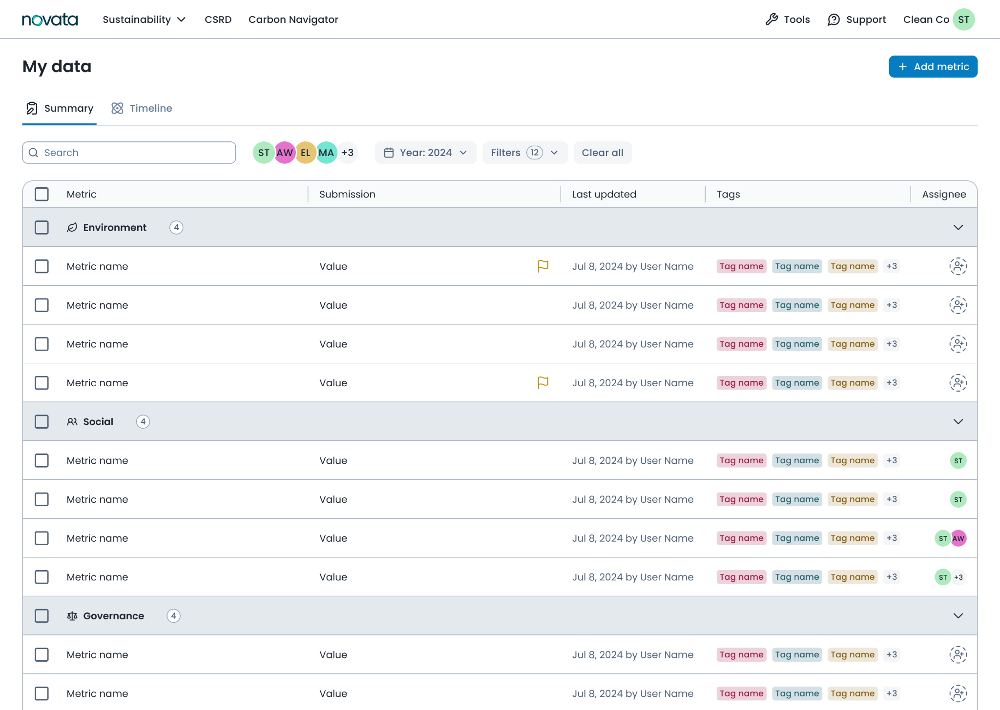 novata Sustainability CSRD Carbon Navigator Tools Support Clean Co ST
My data + Add metric
Summary Timeline
Search ST AW EL MA +3 Year: 2024 Filters 12 Clear all
Metric Submission Last updated Tags Assignee
Environment 4
Metric name Value Jul 8, 2024 by User Name Tag name Tag name Tag name +3
Metric name Value Jul 8, 2024 by User Name Tag name Tag name Tag name +3
Metric name Value Jul 8, 2024 by User Name Tag name Tag name Tag name +3
Metric name Value Jul 8, 2024 by User Name Tag name Tag name Tag name +3
Social 4
Metric name Value Jul 8, 2024 by User Name Tag name Tag name Tag name +3 ST
Metric name Value Jul 8, 2024 by User Name Tag name Tag name Tag name +3 ST
Metric name Value Jul 8, 2024 by User Name Tag name Tag name Tag name +3 ST AW
Metric name Value Jul 8, 2024 by User Name Tag name Tag name Tag name +3 ST +3
Governance 4
Metric name Value Jul 8, 2024 by User Name Tag name Tag name Tag name +3
Metric name Value Jul 8, 2024 by User Name Tag name Tag name Tag name +3